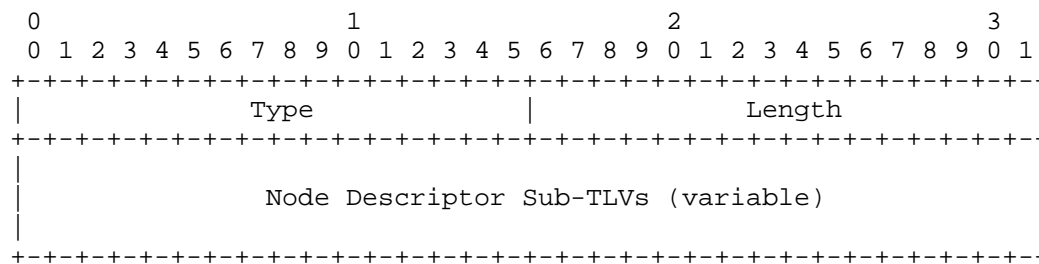 0                   1                   2                   3
 0 1 2 3 4 5 6 7 8 9 0 1 2 3 4 5 6 7 8 9 0 1 2 3 4 5 6 7 8 9 0 1
+-+-+-+-+-+-+-+-+-+-+-+-+-+-+-+-+-+-+-+-+-+-+-+-+-+-+-+-+-+-+-+--
|              Type             |             Length
+-+-+-+-+-+-+-+-+-+-+-+-+-+-+-+-+-+-+-+-+-+-+-+-+-+-+-+-+-+-+-+--
|
|               Node Descriptor Sub-TLVs (variable)
|
+-+-+-+-+-+-+-+-+-+-+-+-+-+-+-+-+-+-+-+-+-+-+-+-+-+-+-+-+-+-+-+--